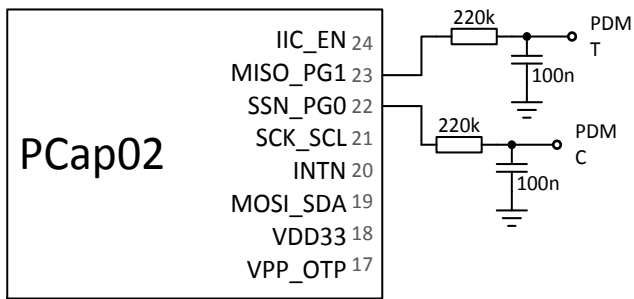 220k
PDM
T
100n
IIC_EN 24
MISO_PG1 23
SSN_PG0 22
220k
PDM
C
100n
SCK_SCL 21
PCap02
INTN 20
MOSI_SDA 19
VDD33 18
VPP_OTP 17